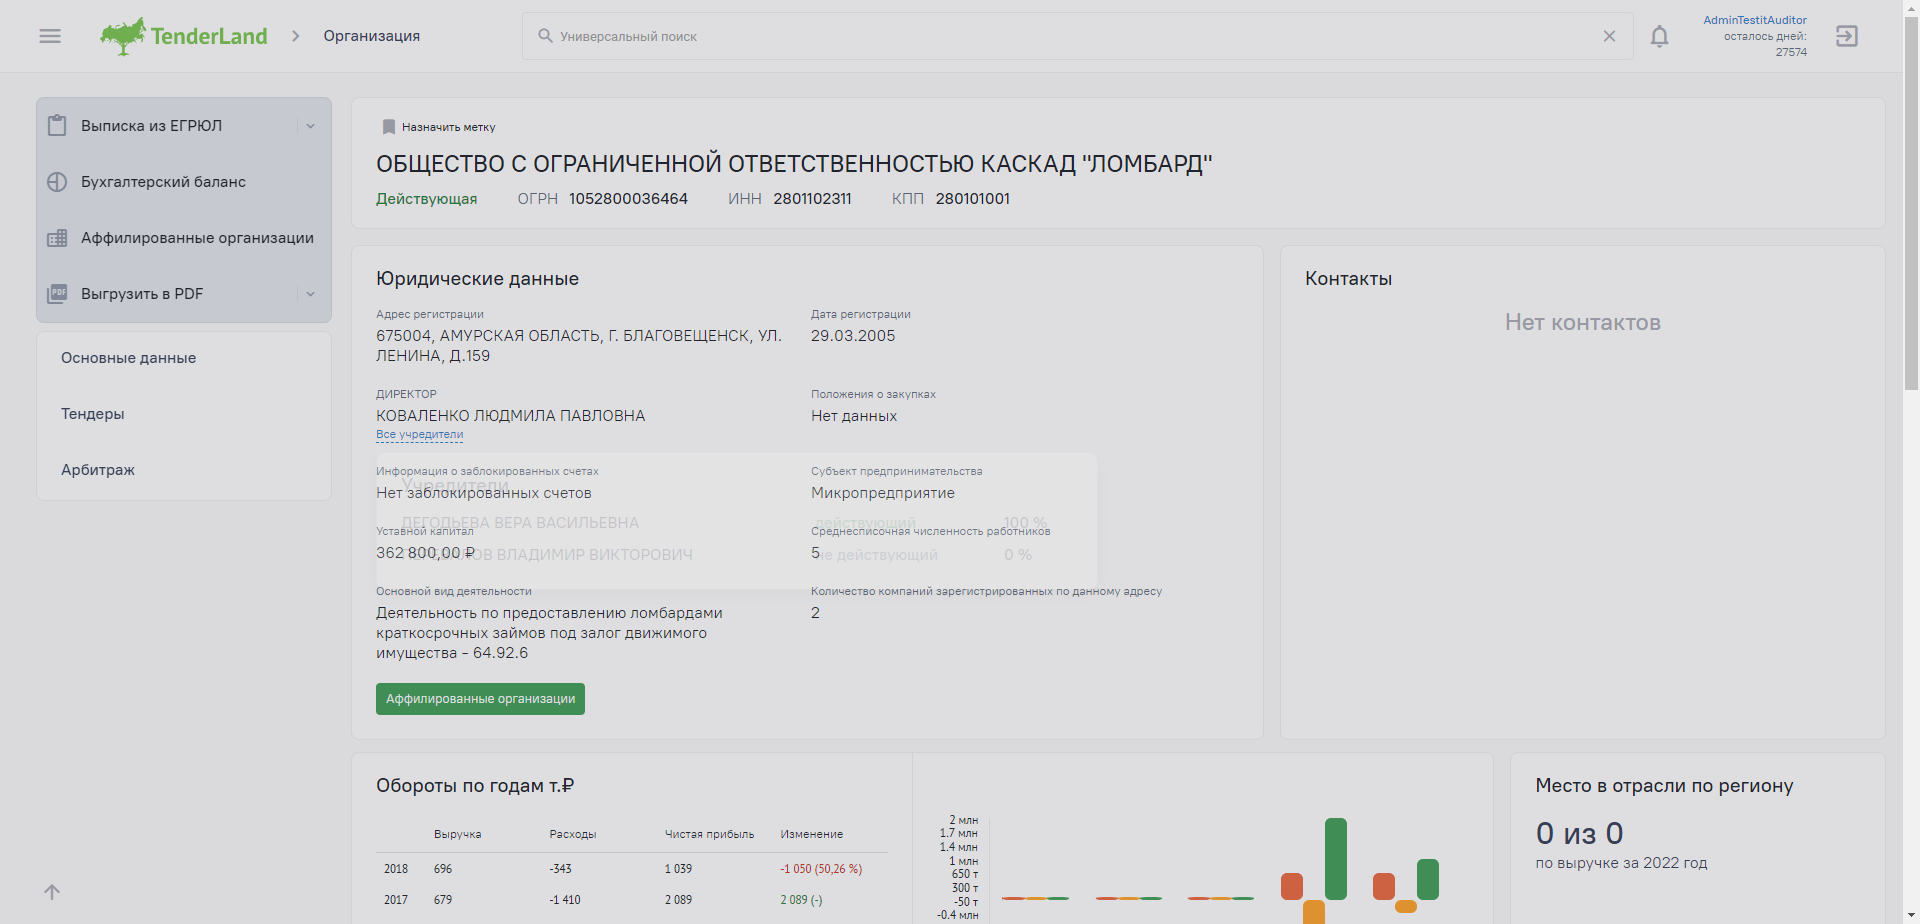 TenderLand
Организация
Универсальный поиск
AdminTestitAuditor
осталось дней:
27574
Выписка из ЕГРЮЛ
Бухгалтерский баланс
Аффилированные организации
PDF
Выгрузить в PDF
Основные данные
Тендеры
Арбитраж
Назначить метку
ОБЩЕСТВО С ОГРАНИЧЕННОЙ ОТВЕТСТВЕННОСТЬЮ КАСКАД "ЛОМБАРД"
Действующая ОГРН 1052800036464 ИНН 2801102311 КПП 280101001
Юридические данные
Адрес регистрации
675004, АМУРСКАЯ ОБЛАСТЬ, Г. БЛАГОВЕЩЕНСК, УЛ.
ЛЕНИНА, Д.159
Дата регистрации
29.03.2005
ДИРЕКТОР
КОВАЛЕНКО ЛЮДМИЛА ПАВЛОВНА
Все учредители
Положения о закупках
Нет данных
Информация о заблокированных счетах
Нет заблокированных счетов
Субъект предпринимательства
Микропредприятие
Уставной капитал
362 800,00 ₽
Среднесписочная численность работников
5
Учредители
ДЕГОДЬЕВА ВЕРА ВАСИЛЬЕВНА действующий 100 %
ВЛАДИМИР ВИКТОРОВИЧ не действующий 0 %
Основной вид деятельности
Деятельность по предоставлению ломбардами
краткосрочных займов под залог движимого
имущества - 64.92.6
Количество компаний зарегистрированных по данному адресу
2
Аффилированные организации
Контакты
Нет контактов
Обороты по годам т.₽
Выручка Расходы Чистая прибыль Изменение
2018 696 -343 1 039 -1 050 (50,26 %)
2017 679 -1 410 2 089 2 089 (-)
2 млн
1.7 млн
1.4 млн
1 млн
650 т
300 т
-50 т
-0.4 млн
Место в отрасли по региону
0 из 0
по выручке за 2022 год